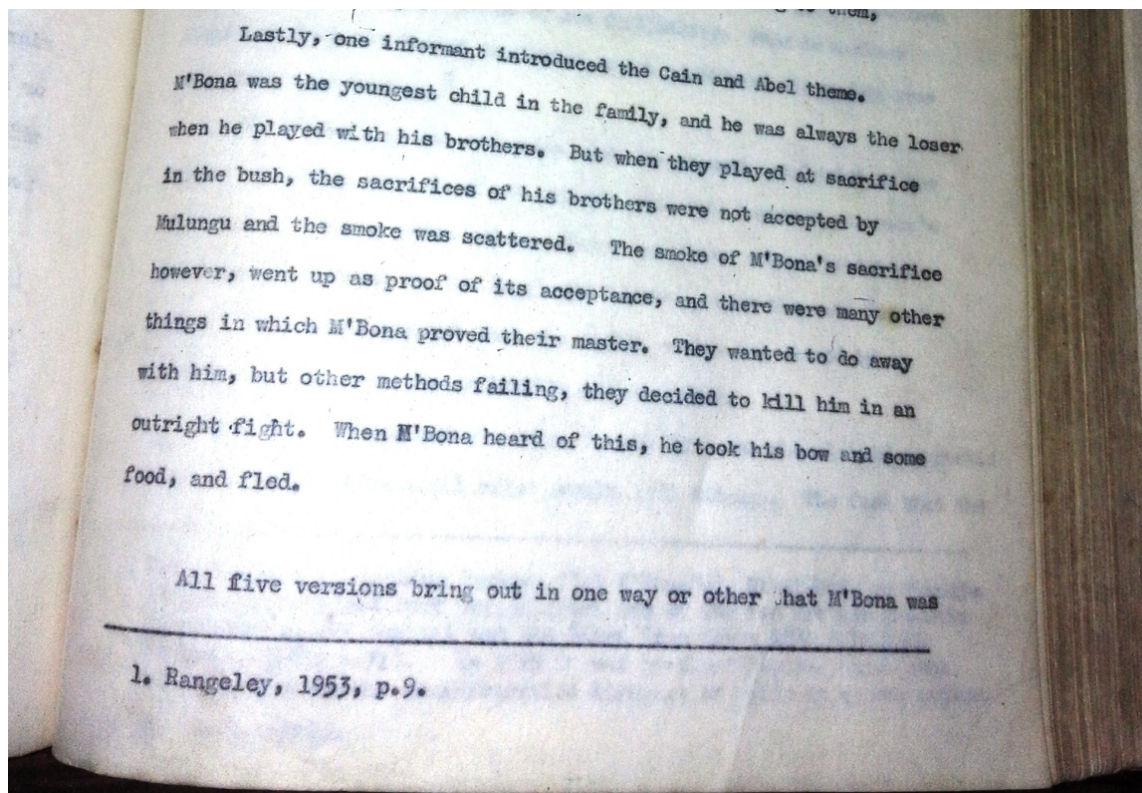 to them,
Lastly, one informant introduced the Cain and Abel theme.
M'Bona was the youngest child in the family, and he was always the loser
when he played with his brothers. But when they played at sacrifice
in the bush, the sacrifices of his brothers were not accepted by
Mulungu and the smoke was scattered. The smoke of M'Bona's sacrifice
however, went up as proof of its acceptance, and there were many other
things in which M'Bona proved their master. They wanted to do away
with him, but other methods failing, they decided to kill him in an
outright fight. When M'Bona heard of this, he took his bow and some
food, and fled.
All five versions bring out in one way or other that M'Bona was
1. Rangeley, 1953, p.9.